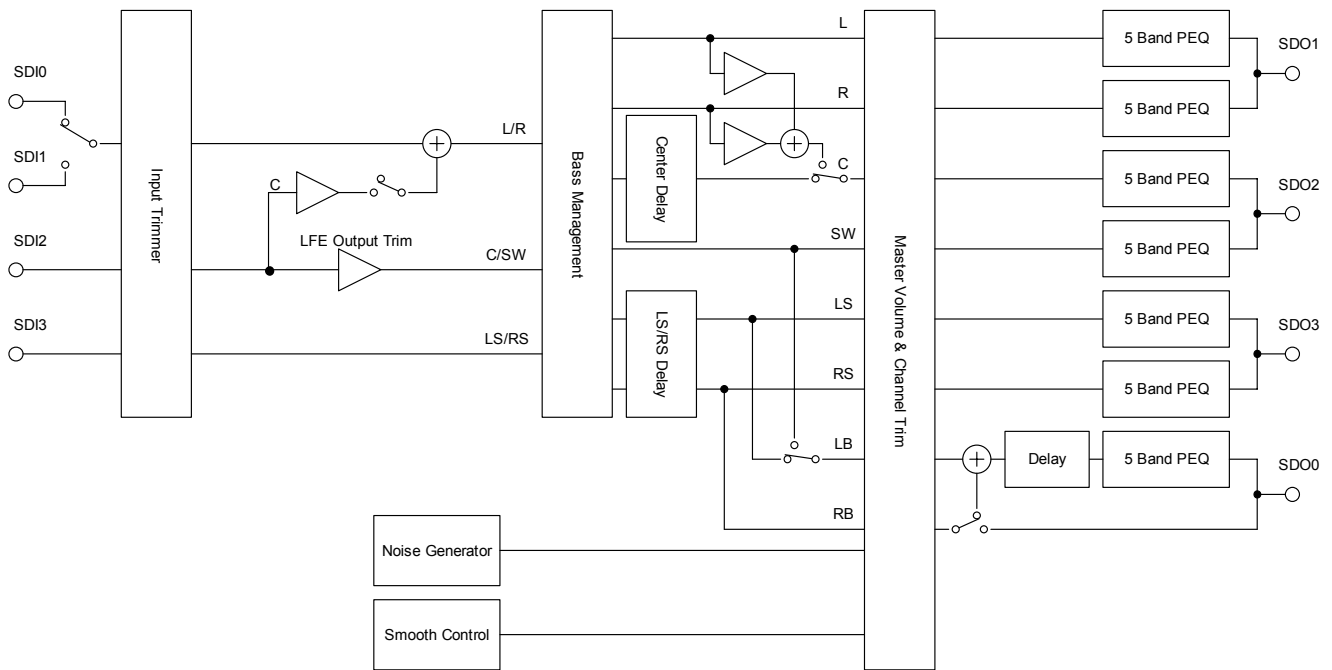 SDI0
SDI1
SDI2
SDI3
Input Trimmer
L/R
C
LFE Output Trim
C/SW
LS/RS
Bass Management
Center Delay
LS/RS Delay
L
R
C
SW
LS
RS
LB
RB
Noise Generator
Smooth Control
Master Volume & Channel Trim
Delay
5 Band PEQ
5 Band PEQ
5 Band PEQ
5 Band PEQ
5 Band PEQ
5 Band PEQ
5 Band PEQ
SDO1
SDO2
SDO3
SDO0